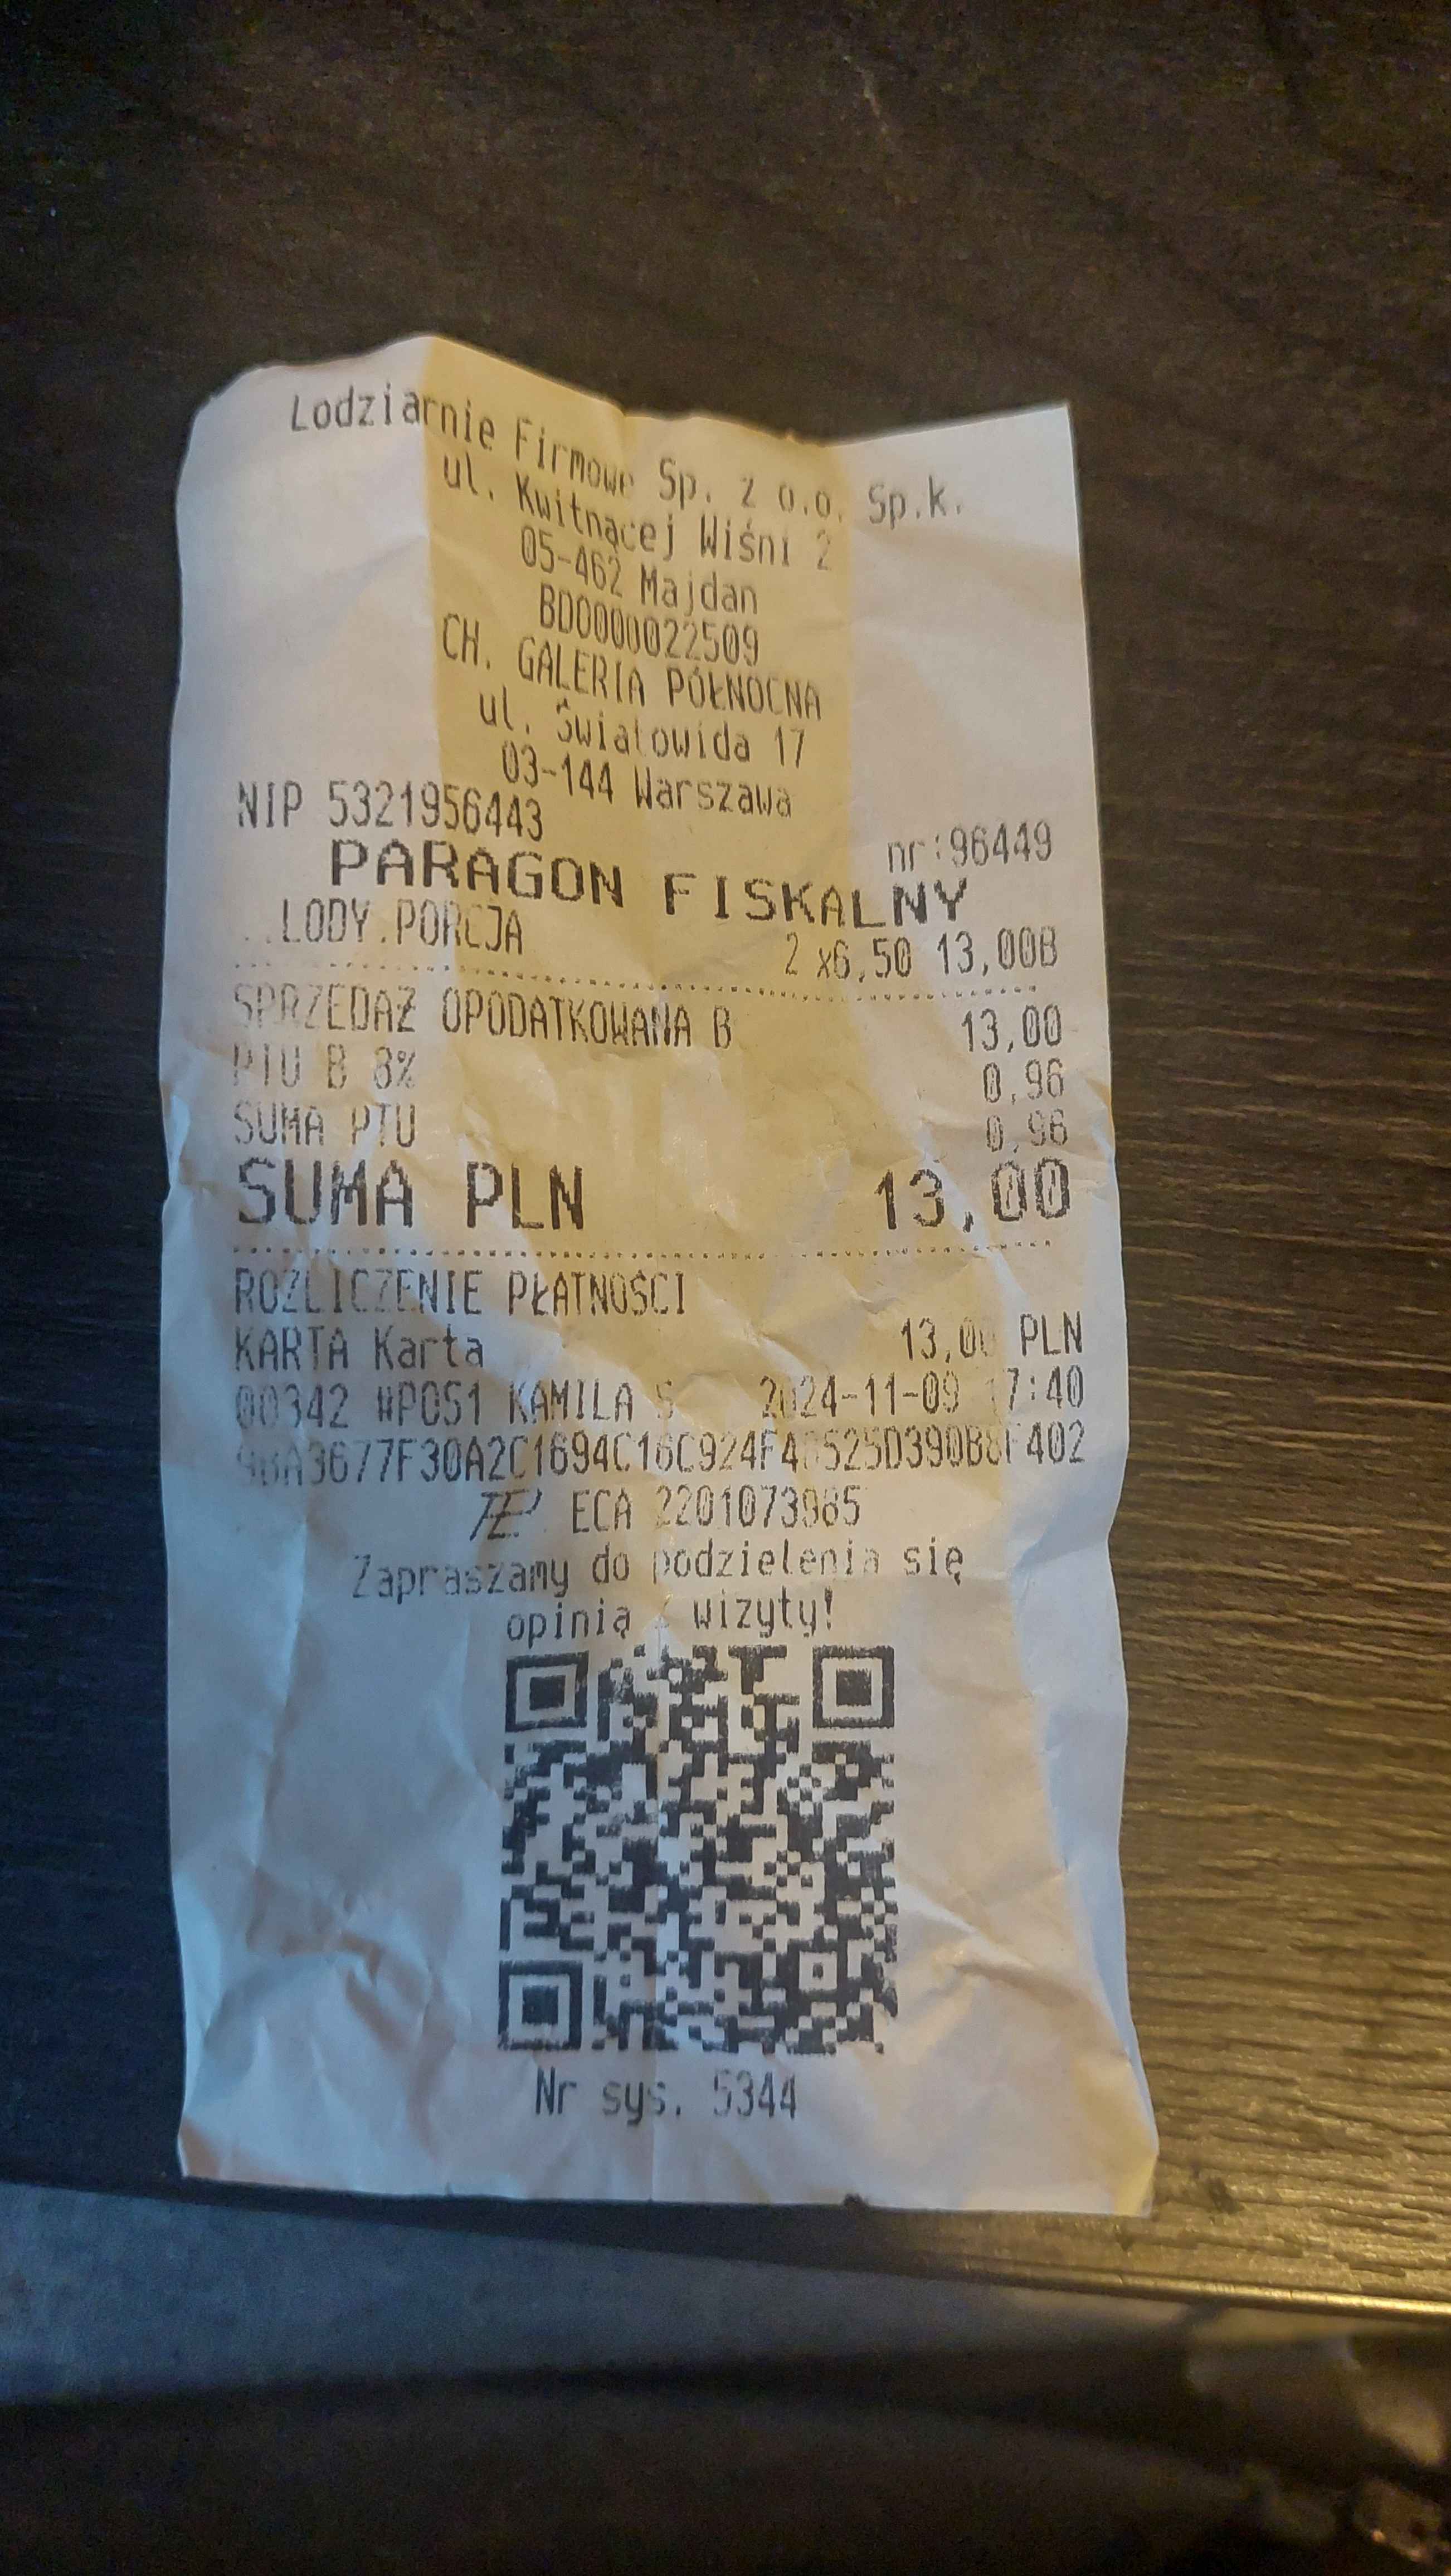 Lodziarnie Firmowe Sp. z o.o. Sp.k.
ul. Kwitnącej Wiśni 2
05-462 Majdan
BDO000022509
CH. GALERIA PÓŁNOCNA
ul. Światowida 17
03-144 Warszawa
NIP 5321956443
nr:96449
PARAGON FISKALNY
..LODY.PORCJA 2 x6,50 13,00B
SPRZEDAŻ OPODATKOWANA B 13,00
PTU B 8% 0,96
SUMA PTU 0,96
SUMA PLN 13,00
ROZLICZENIE PŁATNOŚCI
KARTA Karta 13,00 PLN
00342 #POS1 KAMILA S 2024-11-09 17:40
ECA 2201073985
Zapraszamy do podzielenia się
opinią z wizyty!
Nr sys. 5344